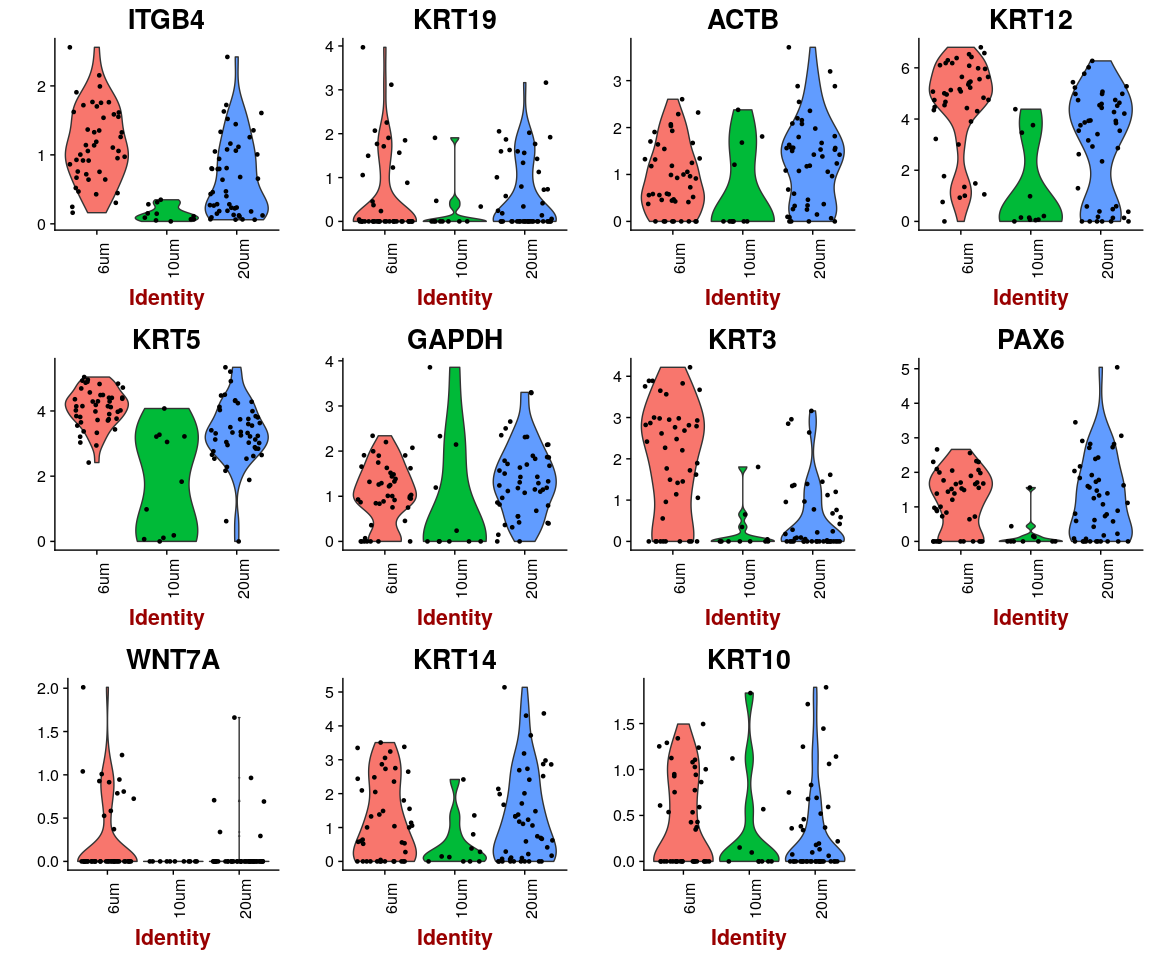 ITGB4 KRT19 ACTB KRT12
2 1 0
4 3 2 1 0
3 2 1 0
6 4 2 0
6um 10um 20um 6um 10um 20um 6um 10um 20um 6um 10um 20um
Identity Identity Identity Identity
KRT5 GAPDH KRT3 PAX6
4 2 0
4 3 2 1 0
4 3 2 1 0
5 4 3 2 1 0
6um 10um 20um 6um 10um 20um 6um 10um 20um 6um 10um 20um
Identity Identity Identity Identity
WNT7A KRT14 KRT10
2.0 1.5 1.0 0.5 0.0
5 4 3 2 1 0
1.5 1.0 0.5 0.0
6um 10um 20um 6um 10um 20um 6um 10um 20um
Identity Identity Identity